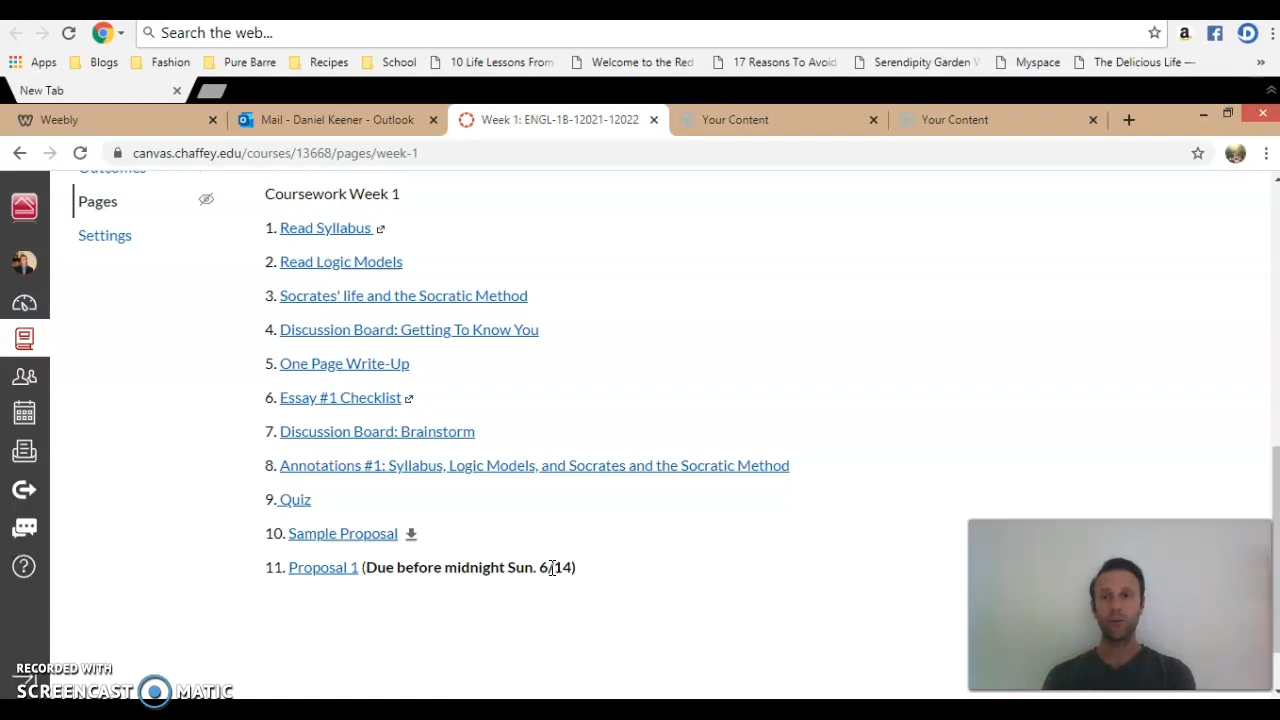 Search the web...
Apps Blogs Fashion Pure Barre Recipes School 10 Life Lessons From Welcome to the Red 17 Reasons To Avoid Serendipity Garden Myspace The Delicious Life —
New Tab
Weebly Mail - Daniel Keener - Outlook Week 1: ENGL-1B-12021-12022 Your Content Your Content
canvas.chaffey.edu/courses/13668/pages/week-1
Outcomes
Pages
Settings
Coursework Week 1
1. Read Syllabus
2. Read Logic Models
3. Socrates' life and the Socratic Method
4. Discussion Board: Getting To Know You
5. One Page Write-Up
6. Essay #1 Checklist
7. Discussion Board: Brainstorm
8. Annotations #1: Syllabus, Logic Models, and Socrates and the Socratic Method
9. Quiz
10. Sample Proposal
11. Proposal 1 (Due before midnight Sun. 6/14)
RECORDED WITH
SCREENCAST MATIC